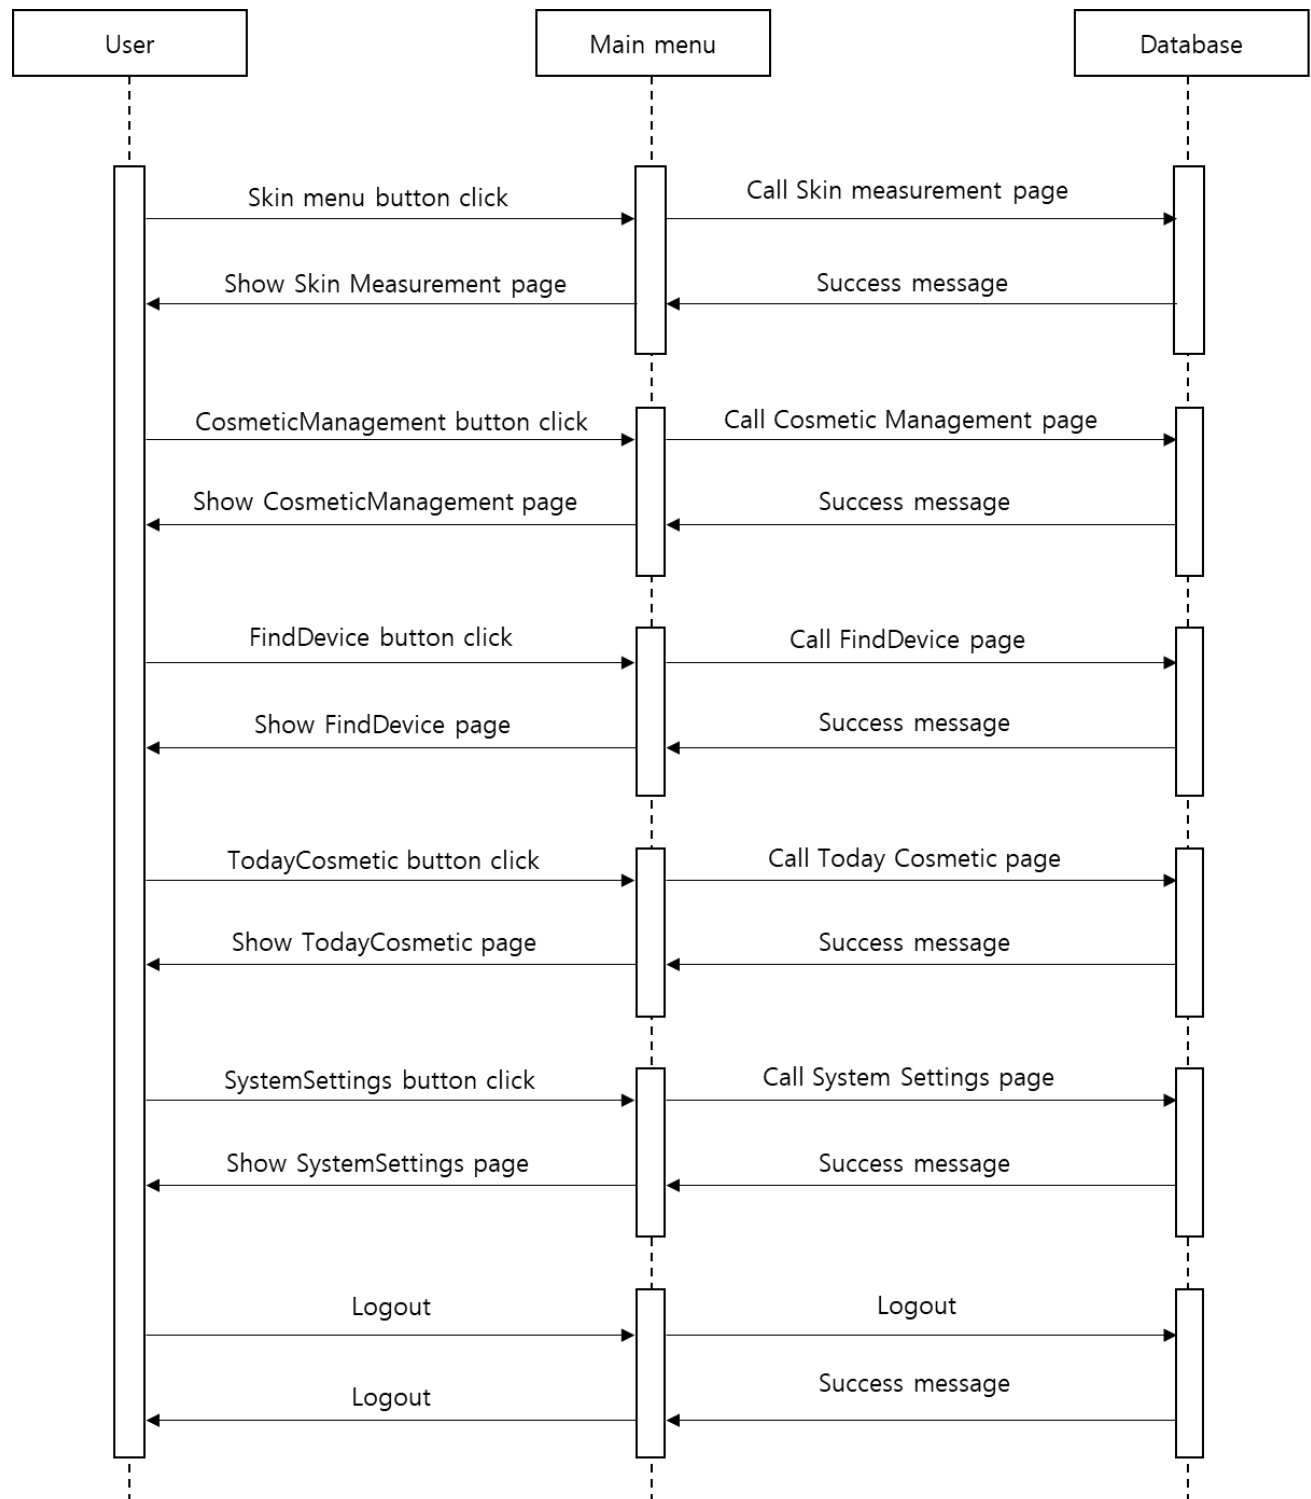 User
Main menu
Database
Skin menu button click
Call Skin measurement page
Show Skin Measurement page
Success message
CosmeticManagement button click
Call Cosmetic Management page
Show CosmeticManagement page
Success message
FindDevice button click
Call FindDevice page
Show FindDevice page
Success message
TodayCosmetic button click
Call Today Cosmetic page
Show TodayCosmetic page
Success message
SystemSettings button click
Call System Settings page
Show SystemSettings page
Success message
Logout
Logout
Logout
Success message